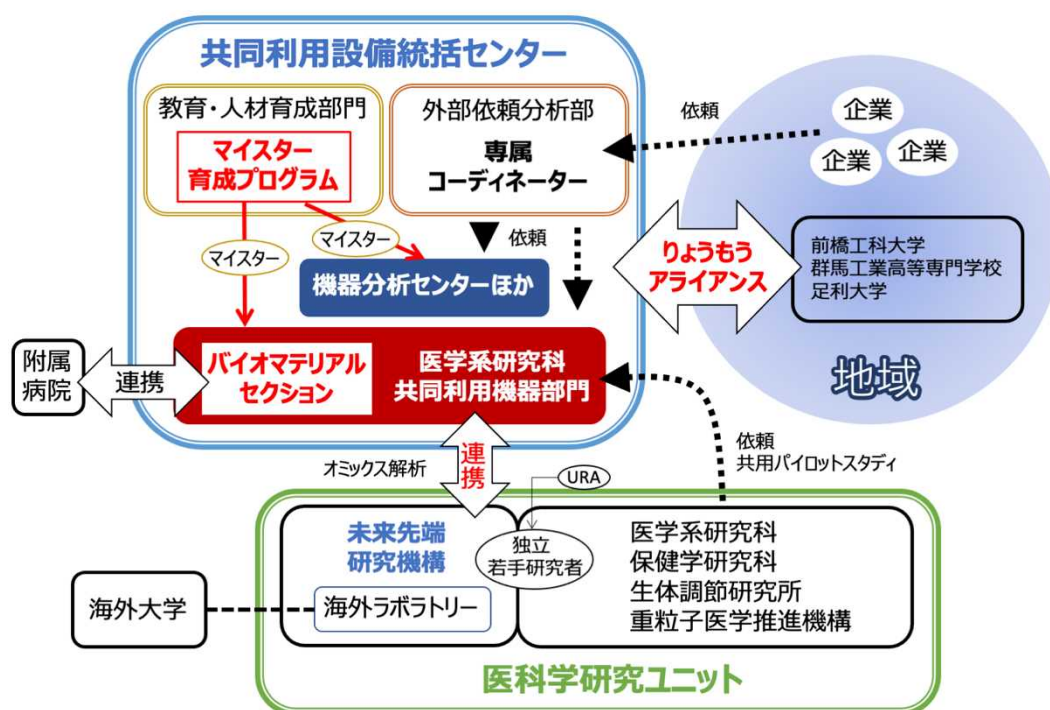 共同利用設備統括センター
教育・人材育成部門
マイスター
育成プログラム
外部依頼分析部
専属
コーディネーター
依頼
企業
企業
企業
マイスター
マイスター
依頼
機器分析センターほか
りょうもう
アライアンス
前橋工科大学
群馬工業高等専門学校
足利大学
地域
附属
病院
連携
バイオマテリアル
セクション
医学系研究科
共同利用機器部門
オミックス解析
連携
依頼
共用パイロットスタディ
URA
未来先端
研究機構
海外ラボラトリー
独立
若手研究者
医学系研究科
保健学研究科
生体調節研究所
重粒子医学推進機構
海外大学
医科学研究ユニット